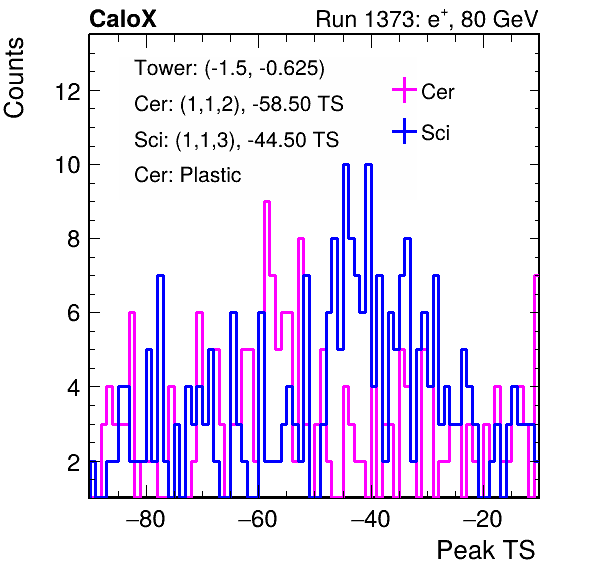 CaloX Run 1373: e⁺, 80 GeV
Counts
Tower: (-1.5, -0.625)
Cer: (1,1,2), -58.50 TS
Sci: (1,1,3), -44.50 TS
Cer: Plastic
Cer
Sci
12
10
8
6
4
2
−80 −60 −40 −20
Peak TS